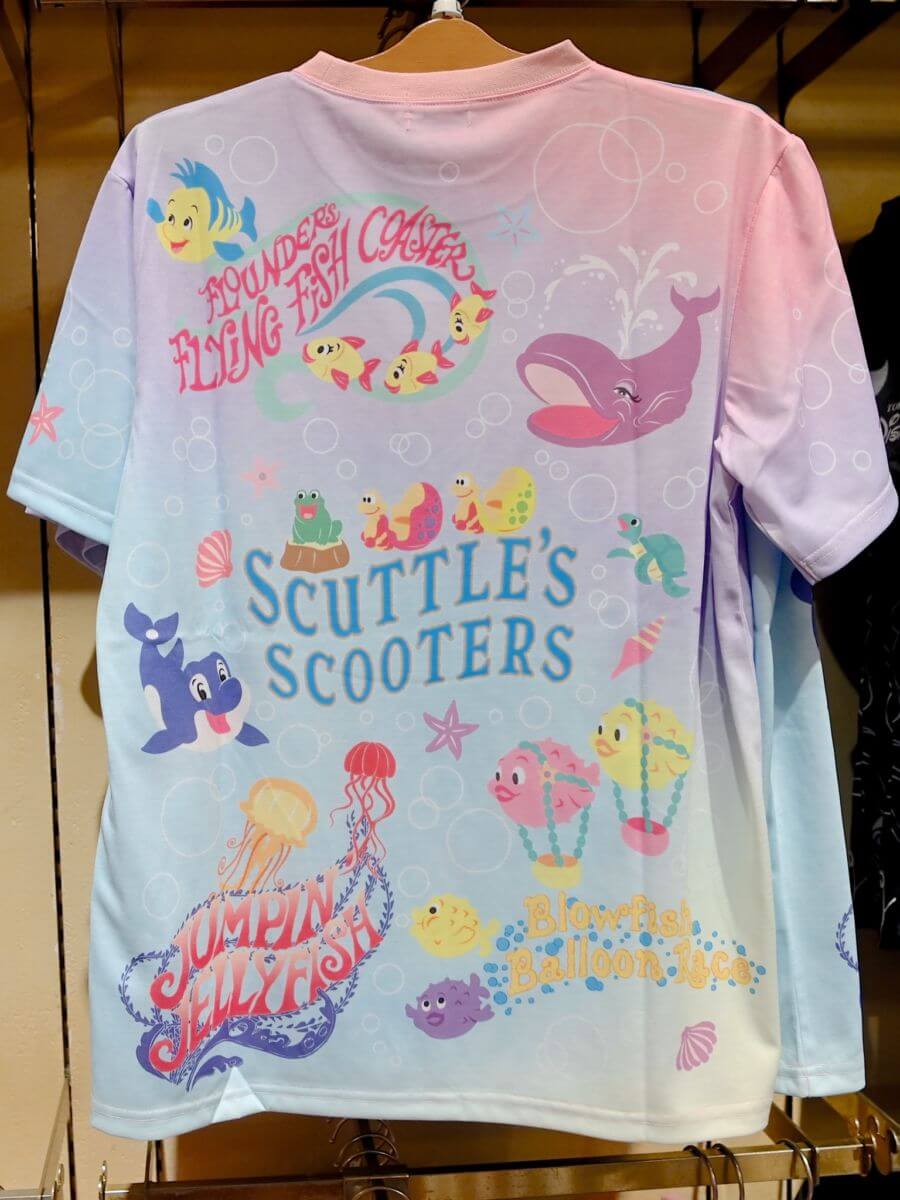 FLOUNDER'S
FLYING FISH COASTER
SCUTTLE'S
SCOOTERS
JUMPIN'
JELLYFISH
Blowfish
Balloon Race